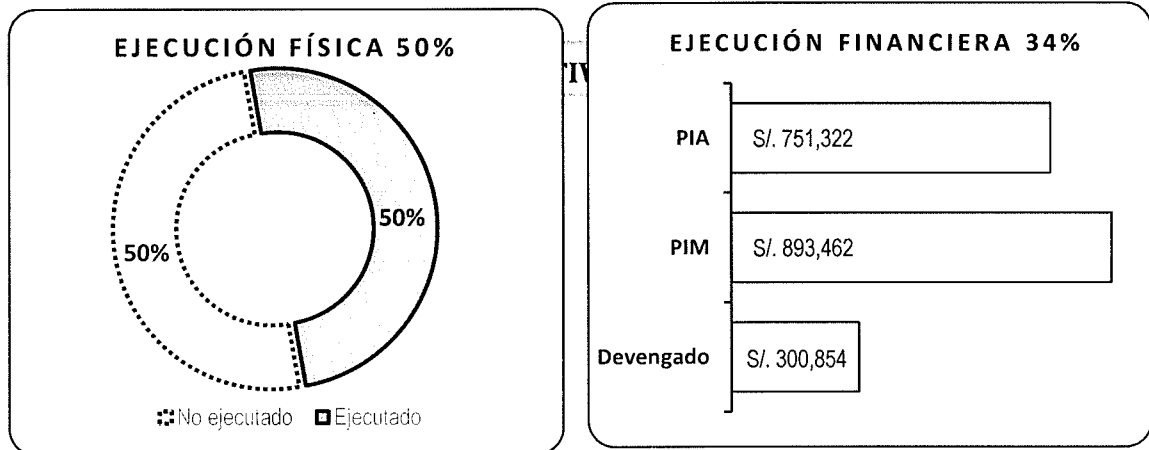 EJECUCIÓN FÍSICA 50%
50%
50%
No ejecutado Ejecutado
EJECUCIÓN FINANCIERA 34%
PIA S/. 751,322
PIM S/. 893,462
Devengado S/. 300,854